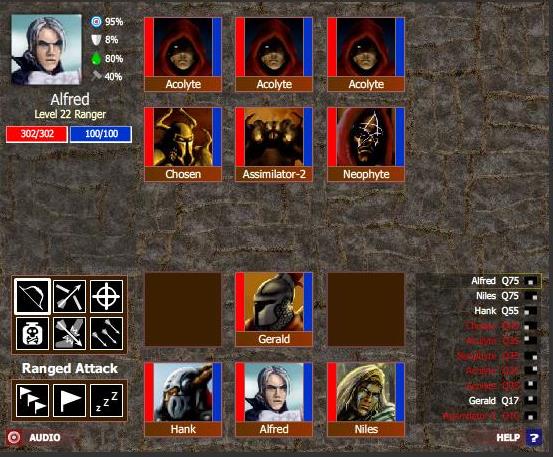 95%
8%
80%
40%
Alfred
Level 22 Ranger
302/302
100/100
Acolyte
Acolyte
Acolyte
Chosen
Assimilator-2
Neophyte
Gerald
Hank
Alfred
Niles
Ranged Attack
zZZ
Alfred Q75
Niles Q75
Hank Q55
Gerald Q17
AUDIO
HELP ?